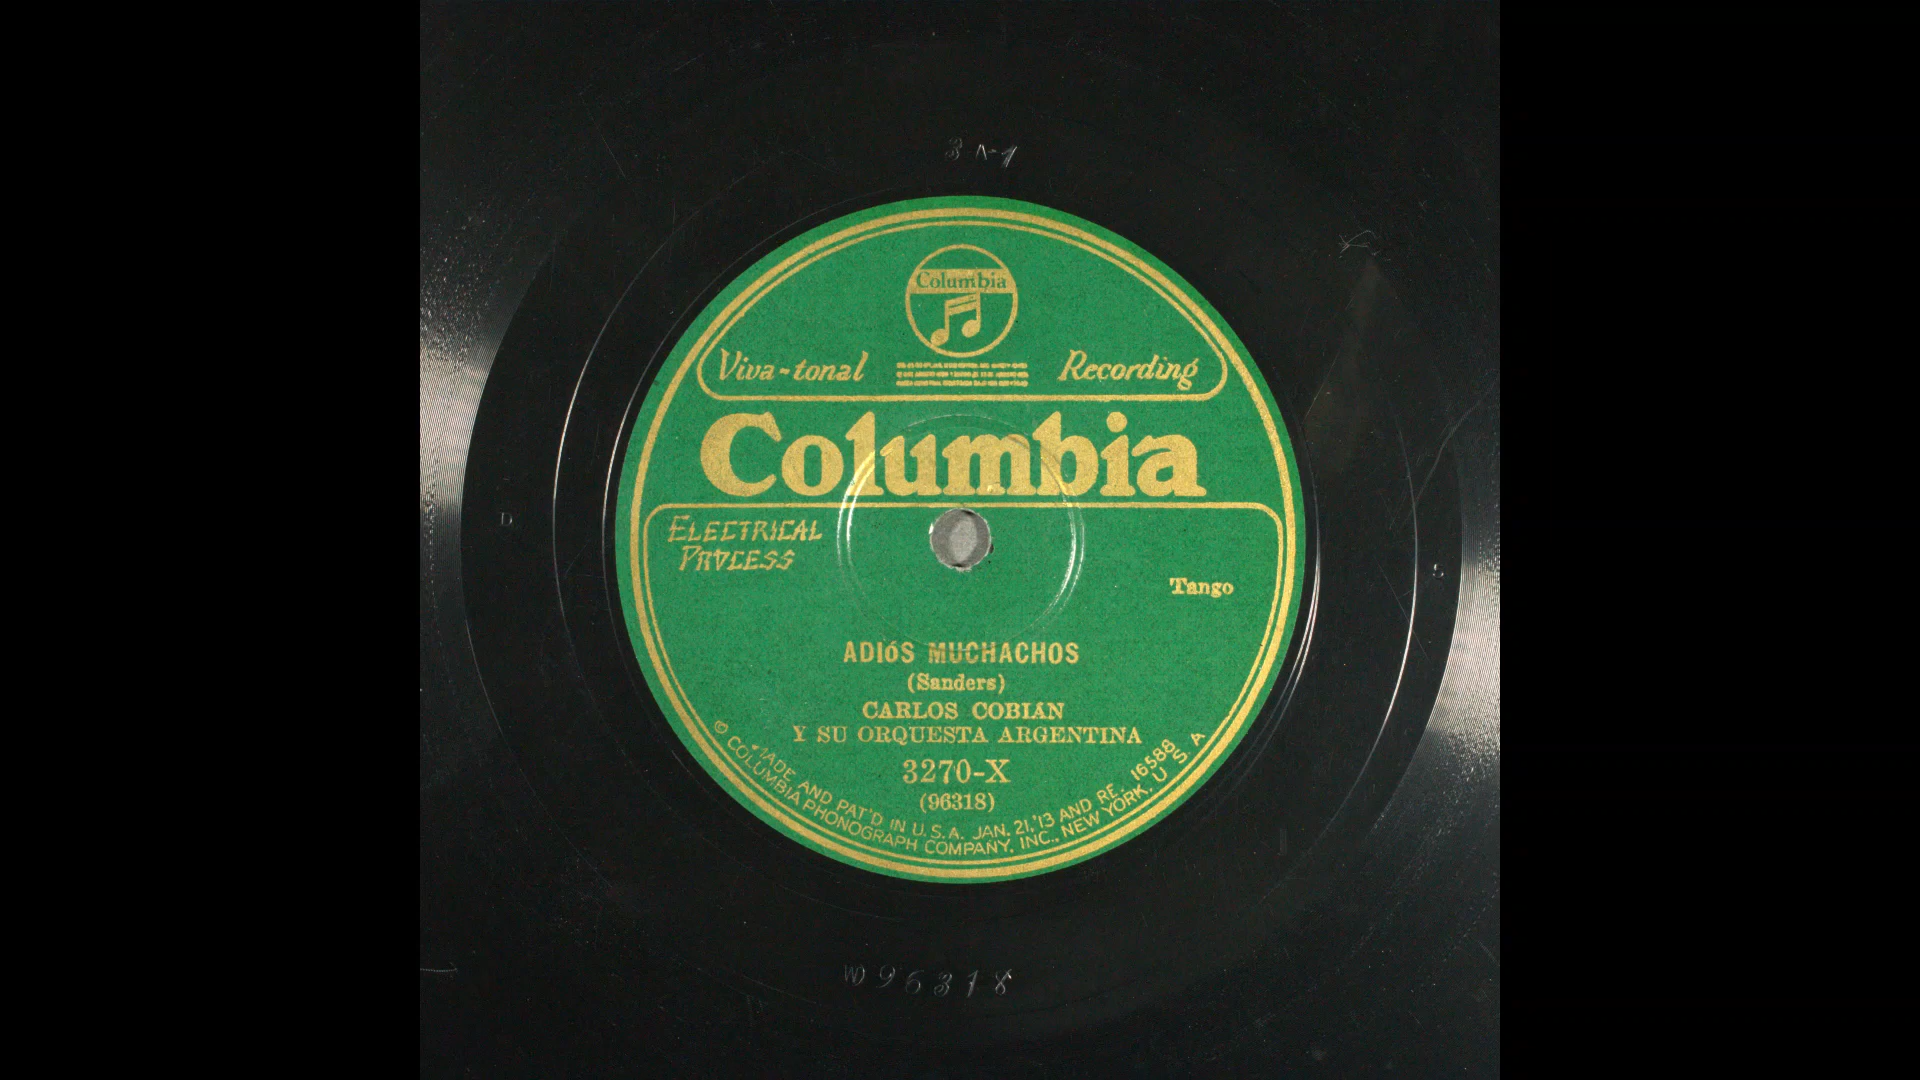 3-A-1
Columbia
Viva-tonal Recording
Columbia
ELECTRICAL
PROCESS
Tango
D
S
ADIóS MUCHACHOS
(Sanders)
CARLOS COBIÁN
Y SU ORQUESTA ARGENTINA
3270-X
(96318)
MADE AND PAT'D IN U.S.A. JAN. 21,'13 AND RE. 16588
© COLUMBIA PHONOGRAPH COMPANY, INC., NEW YORK, U S. A
W96318